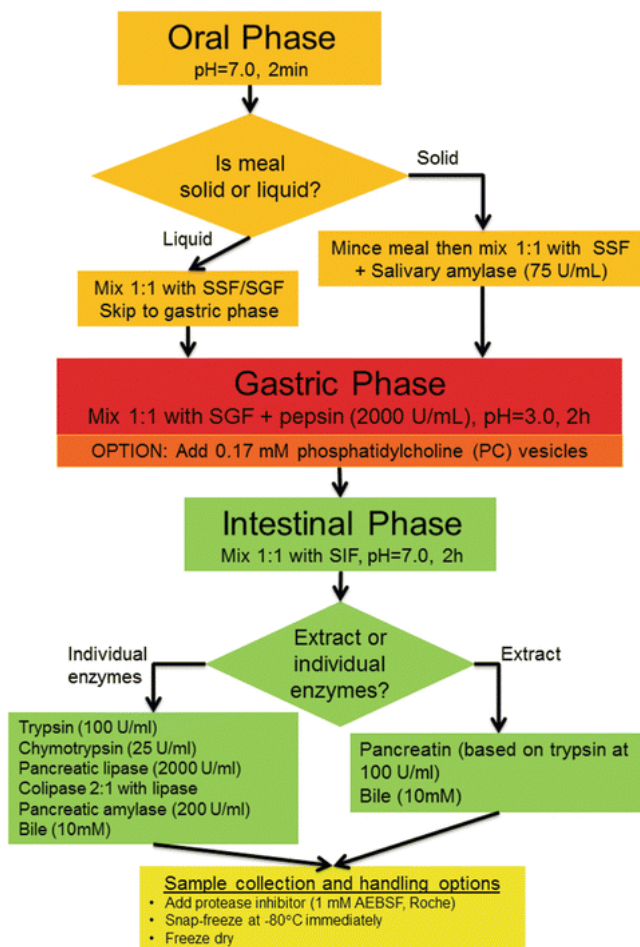 Oral Phase
pH=7.0, 2min
Is meal
solid or liquid?
Solid
Liquid
Mix 1:1 with SSF/SGF
Skip to gastric phase
Mince meal then mix 1:1 with SSF
+ Salivary amylase (75 U/mL)
Gastric Phase
Mix 1:1 with SGF + pepsin (2000 U/mL), pH=3.0, 2h
OPTION: Add 0.17 mM phosphatidylcholine (PC) vesicles
Intestinal Phase
Mix 1:1 with SIF, pH=7.0, 2h
Extract or
individual
enzymes?
Individual
enzymes
Extract
Trypsin (100 U/ml)
Chymotrypsin (25 U/ml)
Pancreatic lipase (2000 U/ml)
Colipase 2:1 with lipase
Pancreatic amylase (200 U/ml)
Bile (10mM)
Pancreatin (based on trypsin at
100 U/ml)
Bile (10mM)
Sample collection and handling options
• Add protease inhibitor (1 mM AEBSF, Roche)
• Snap-freeze at -80°C immediately
• Freeze dry